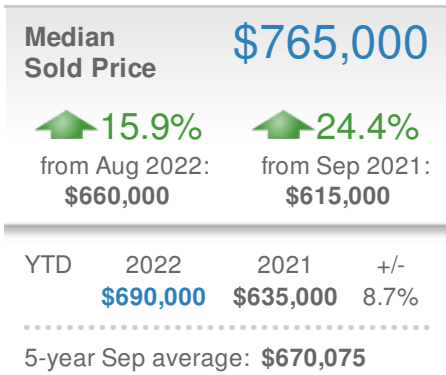 Median $765,000
Sold Price
15.9% 24.4%
from Aug 2022: from Sep 2021:
$660,000 $615,000
YTD 2022 2021 +/-
$690,000 $635,000 8.7%
5-year Sep average: $670,075